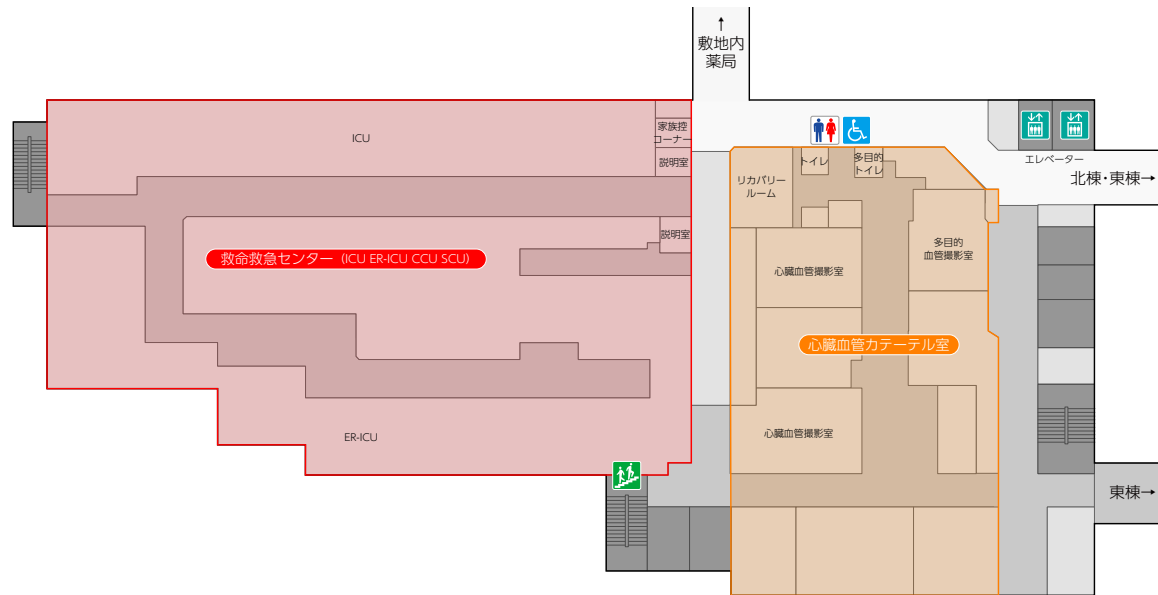 ↑
敷地内
薬局
ICU
家族控
コーナー
説明室
トイレ
多目的
トイレ
エレベーター
北棟・東棟→
リカバリー
ルーム
説明室
救命救急センター（ICU ER-ICU CCU SCU）
多目的
血管撮影室
心臓血管撮影室
心臓血管カテーテル室
ER-ICU
心臓血管撮影室
東棟→